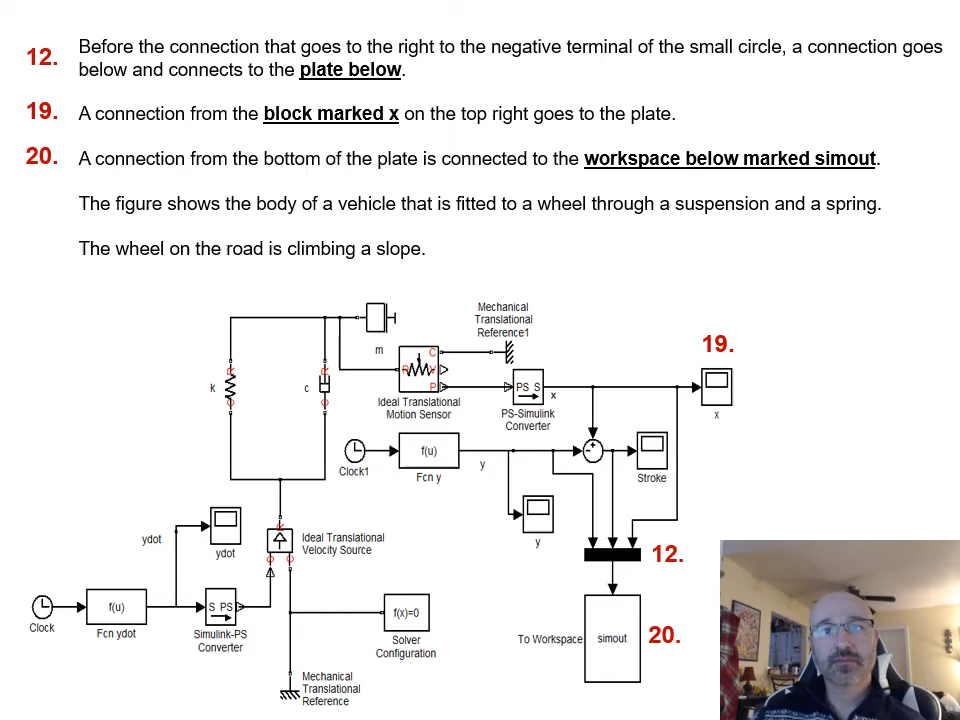 12.
Before the connection that goes to the right to the negative terminal of the small circle, a connection goes
below and connects to the plate below.
19.
A connection from the block marked x on the top right goes to the plate.
20.
A connection from the bottom of the plate is connected to the workspace below marked simout.
The figure shows the body of a vehicle that is fitted to a wheel through a suspension and a spring.
The wheel on the road is climbing a slope.
Mechanical
Translational
Reference1
19.
m
R C
V
P
k
R
C
c
R
C
Ideal Translational
Motion Sensor
PS S
x
PS-Simulink
Converter
x
Clock1
f(u)
Fcn y
y
Stroke
y
ydot
ydot
R
C
Ideal Translational
Velocity Source
12.
Clock
f(u)
Fcn ydot
S PS
Simulink-PS
Converter
f(x)=0
Solver
Configuration
To Workspace
simout
20.
Mechanical
Translational
Reference